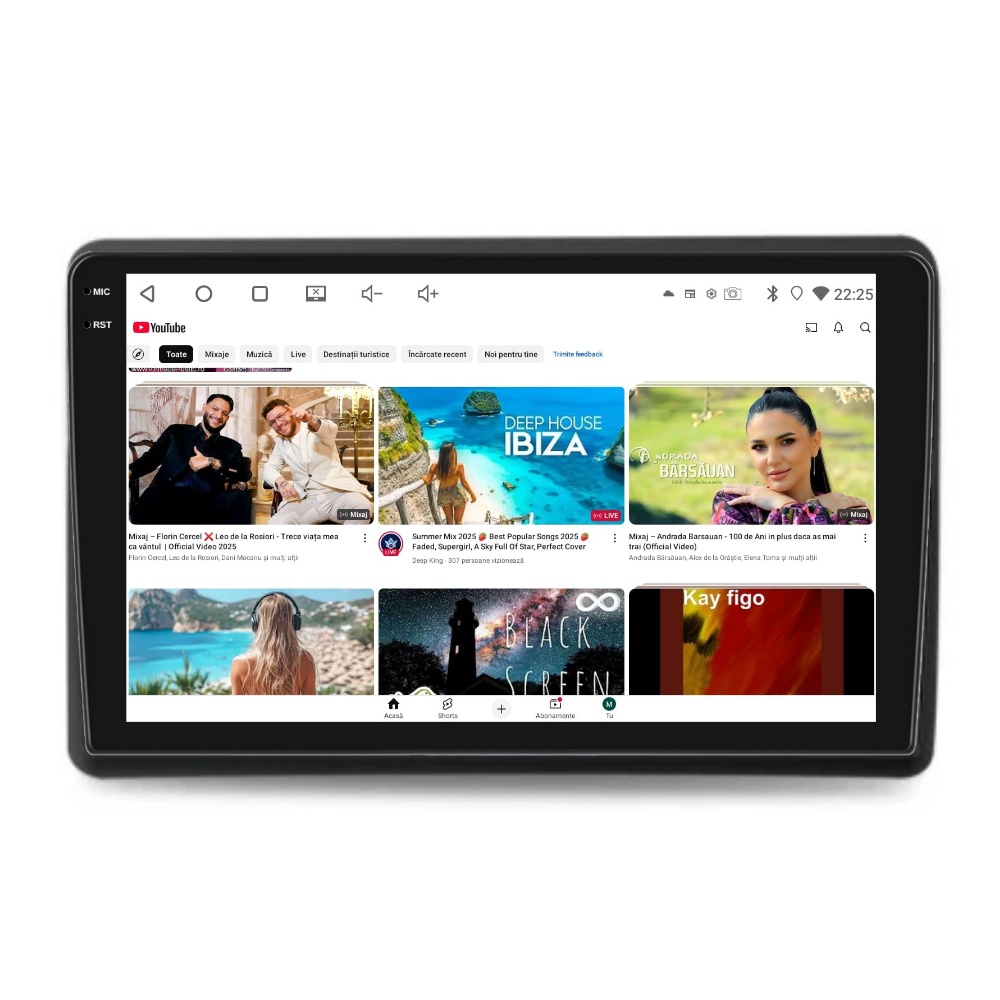 MIC
RST
22:25
YouTube
Toate
Mixaje
Muzică
Live
Destinații turistice
Încărcate recent
Noi pentru tine
Trimite feedback
Mixaj
DEEP HOUSE
IBIZA
LIVE
ANDRADA
BÂRSĂUAN
Mixaj
Mixaj – Florin Cercel ❌ Leo de la Rosiori - Trece viața mea
ca vântul | Official Video 2025
Florin Cercel, Leo de la Rosiori, Dani Mocanu și mulți alții
LIVE
Summer Mix 2025 🍓 Best Popular Songs 2025 🍓
Faded, Supergirl, A Sky Full Of Star, Perfect Cover
Deep King · 307 persoane vizionează
Mixaj – Andrada Barsauan - 100 de Ani in plus daca as mai
trai (Official Video)
Andrada Bârsăuan, Alex de la Orăștie, Elena Toma și mulți alții
BLACK
SCREEN
Kay figo
Acasă
Shorts
Abonamente
M
Tu